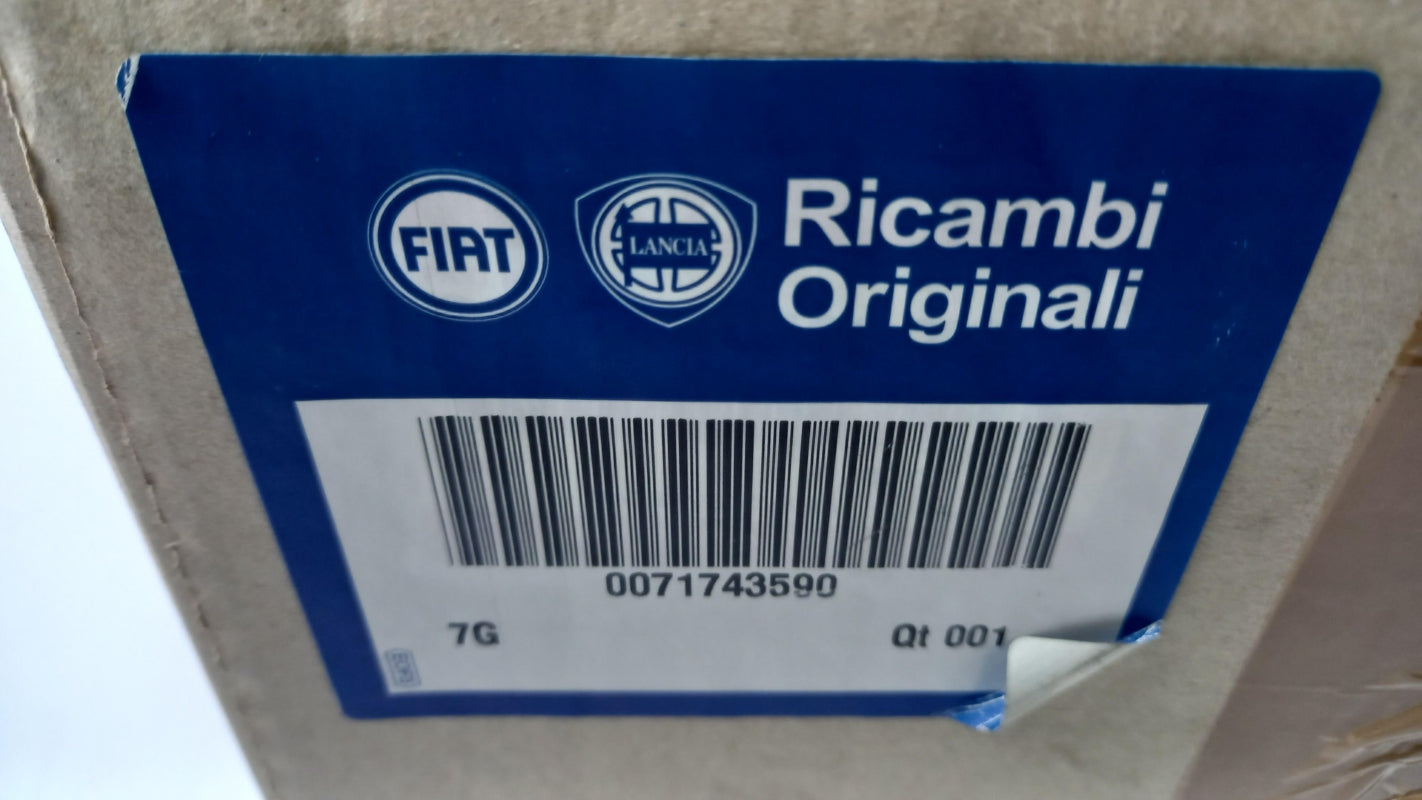 FIAT
LANCIA
Ricambi
Originali
0071743590
7G
Qt 001